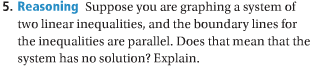 5. Reasoning Suppose you are graphing a system of
two linear inequalities, and the boundary lines for
the inequalities are parallel. Does that mean that the
system has no solution? Explain.